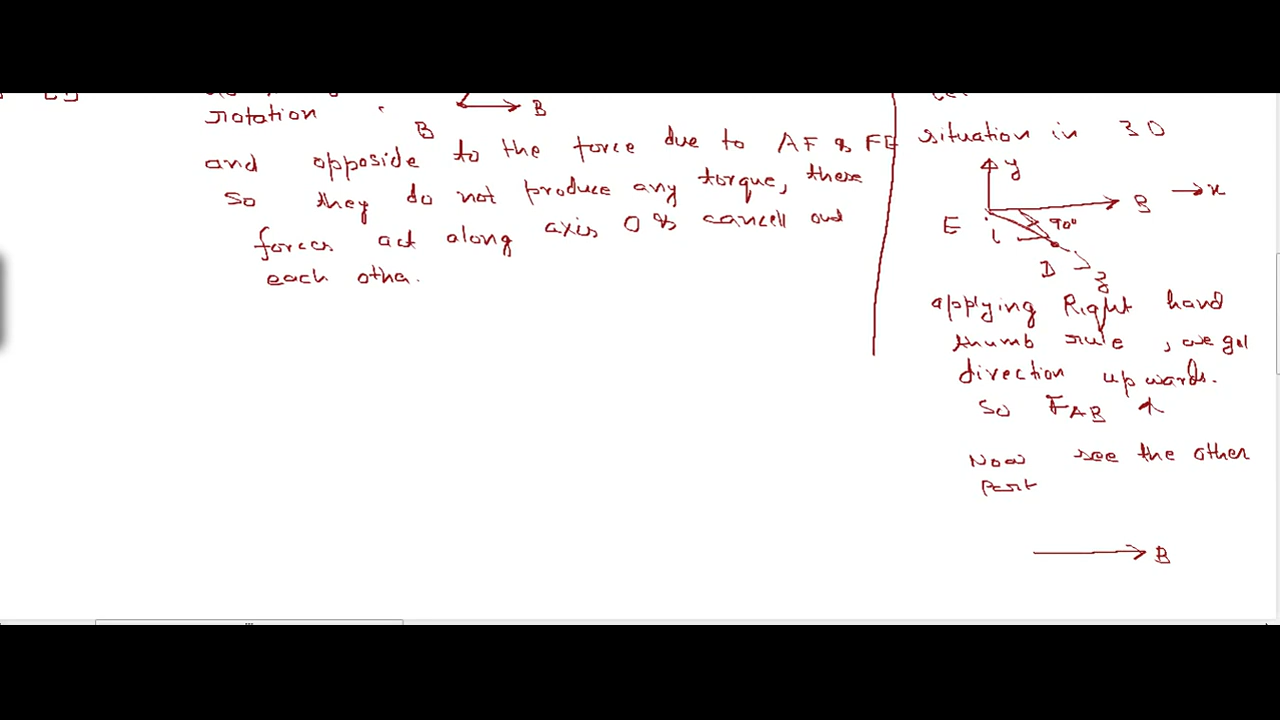 rotation
B
B
and opposide to the force due to AF & FE
so they do not produce any torque, these
forces act along axis O & cancell out
each other.
situation in 3D
y
B → x
E 90°
i
D
z
applying Right hand
thumb rule, we get
direction upwards.
so FAB ↑
Now see the other
part
B